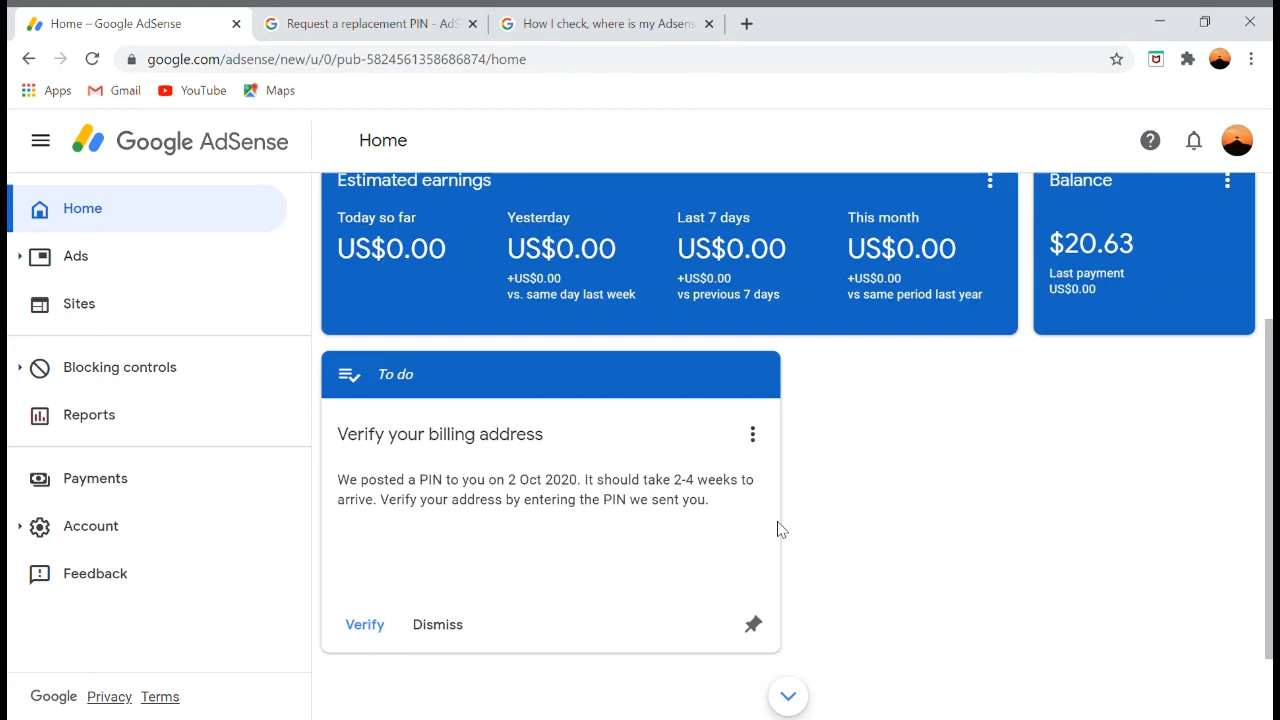 Home – Google AdSense
Request a replacement PIN - AdS
How I check, where is my Adsens
google.com/adsense/new/u/0/pub-5824561358686874/home
Apps
Gmail
YouTube
Maps
Google AdSense
Home
Home
Ads
Sites
Blocking controls
Reports
Payments
Account
Feedback
Google Privacy Terms
Estimated earnings
Today so far
US$0.00
Yesterday
US$0.00
+US$0.00
vs. same day last week
Last 7 days
US$0.00
+US$0.00
vs previous 7 days
This month
US$0.00
+US$0.00
vs same period last year
Balance
$20.63
Last payment
US$0.00
To do
Verify your billing address
We posted a PIN to you on 2 Oct 2020. It should take 2-4 weeks to
arrive. Verify your address by entering the PIN we sent you.
Verify Dismiss